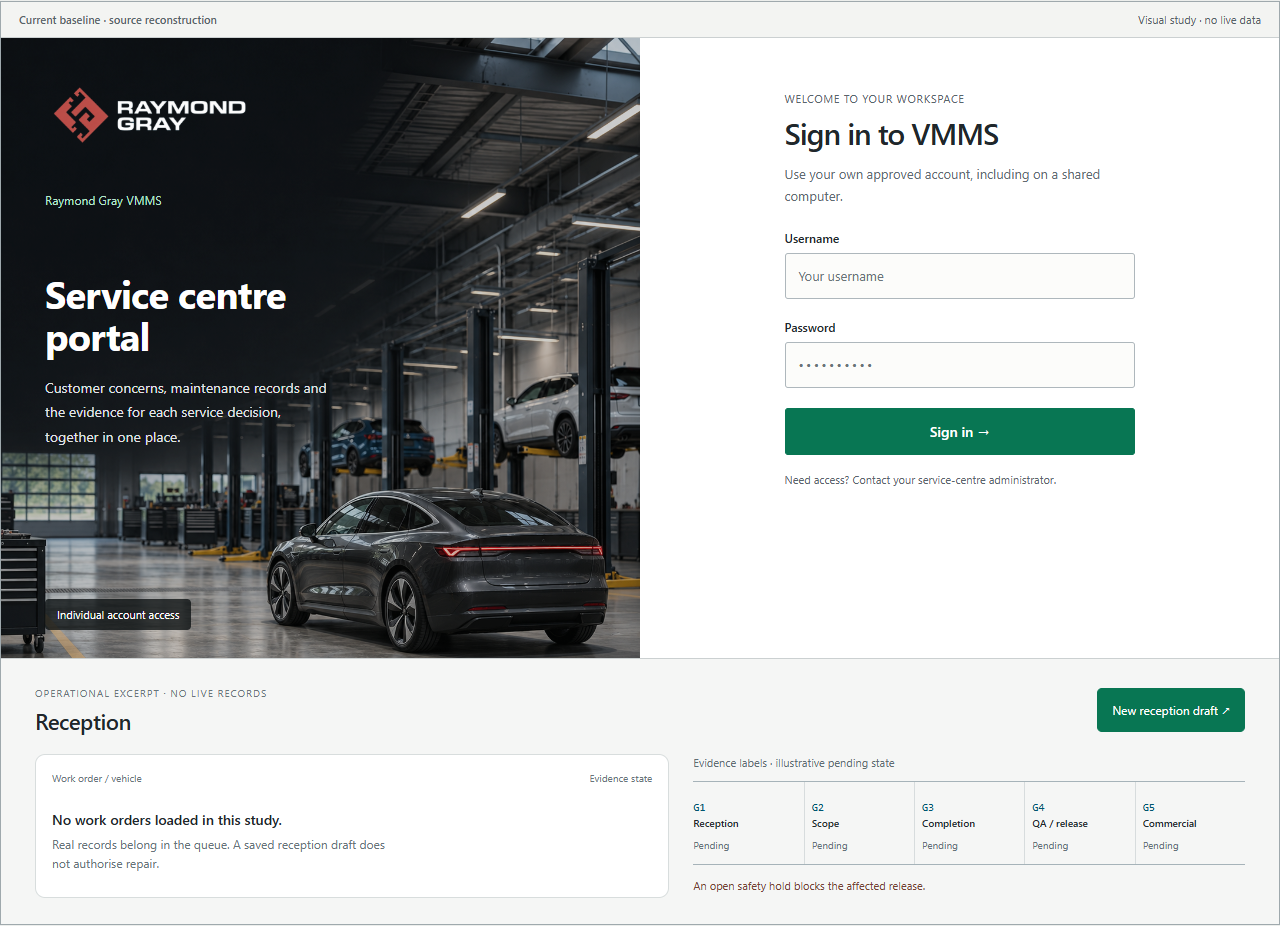 Current baseline · source reconstruction
Visual study · no live data
RAYMOND
GRAY
Raymond Gray VMMS
Service centre
portal
Customer concerns, maintenance records and
the evidence for each service decision,
together in one place.
Individual account access
WELCOME TO YOUR WORKSPACE
Sign in to VMMS
Use your own approved account, including on a shared
computer.
Username
Your username
Password
••••••••••
Sign in →
Need access? Contact your service-centre administrator.
OPERATIONAL EXCERPT · NO LIVE RECORDS
Reception
New reception draft ↗
Work order / vehicle
Evidence state
No work orders loaded in this study.
Real records belong in the queue. A saved reception draft does
not authorise repair.
Evidence labels · illustrative pending state
G1
Reception
Pending
G2
Scope
Pending
G3
Completion
Pending
G4
QA / release
Pending
G5
Commercial
Pending
An open safety hold blocks the affected release.